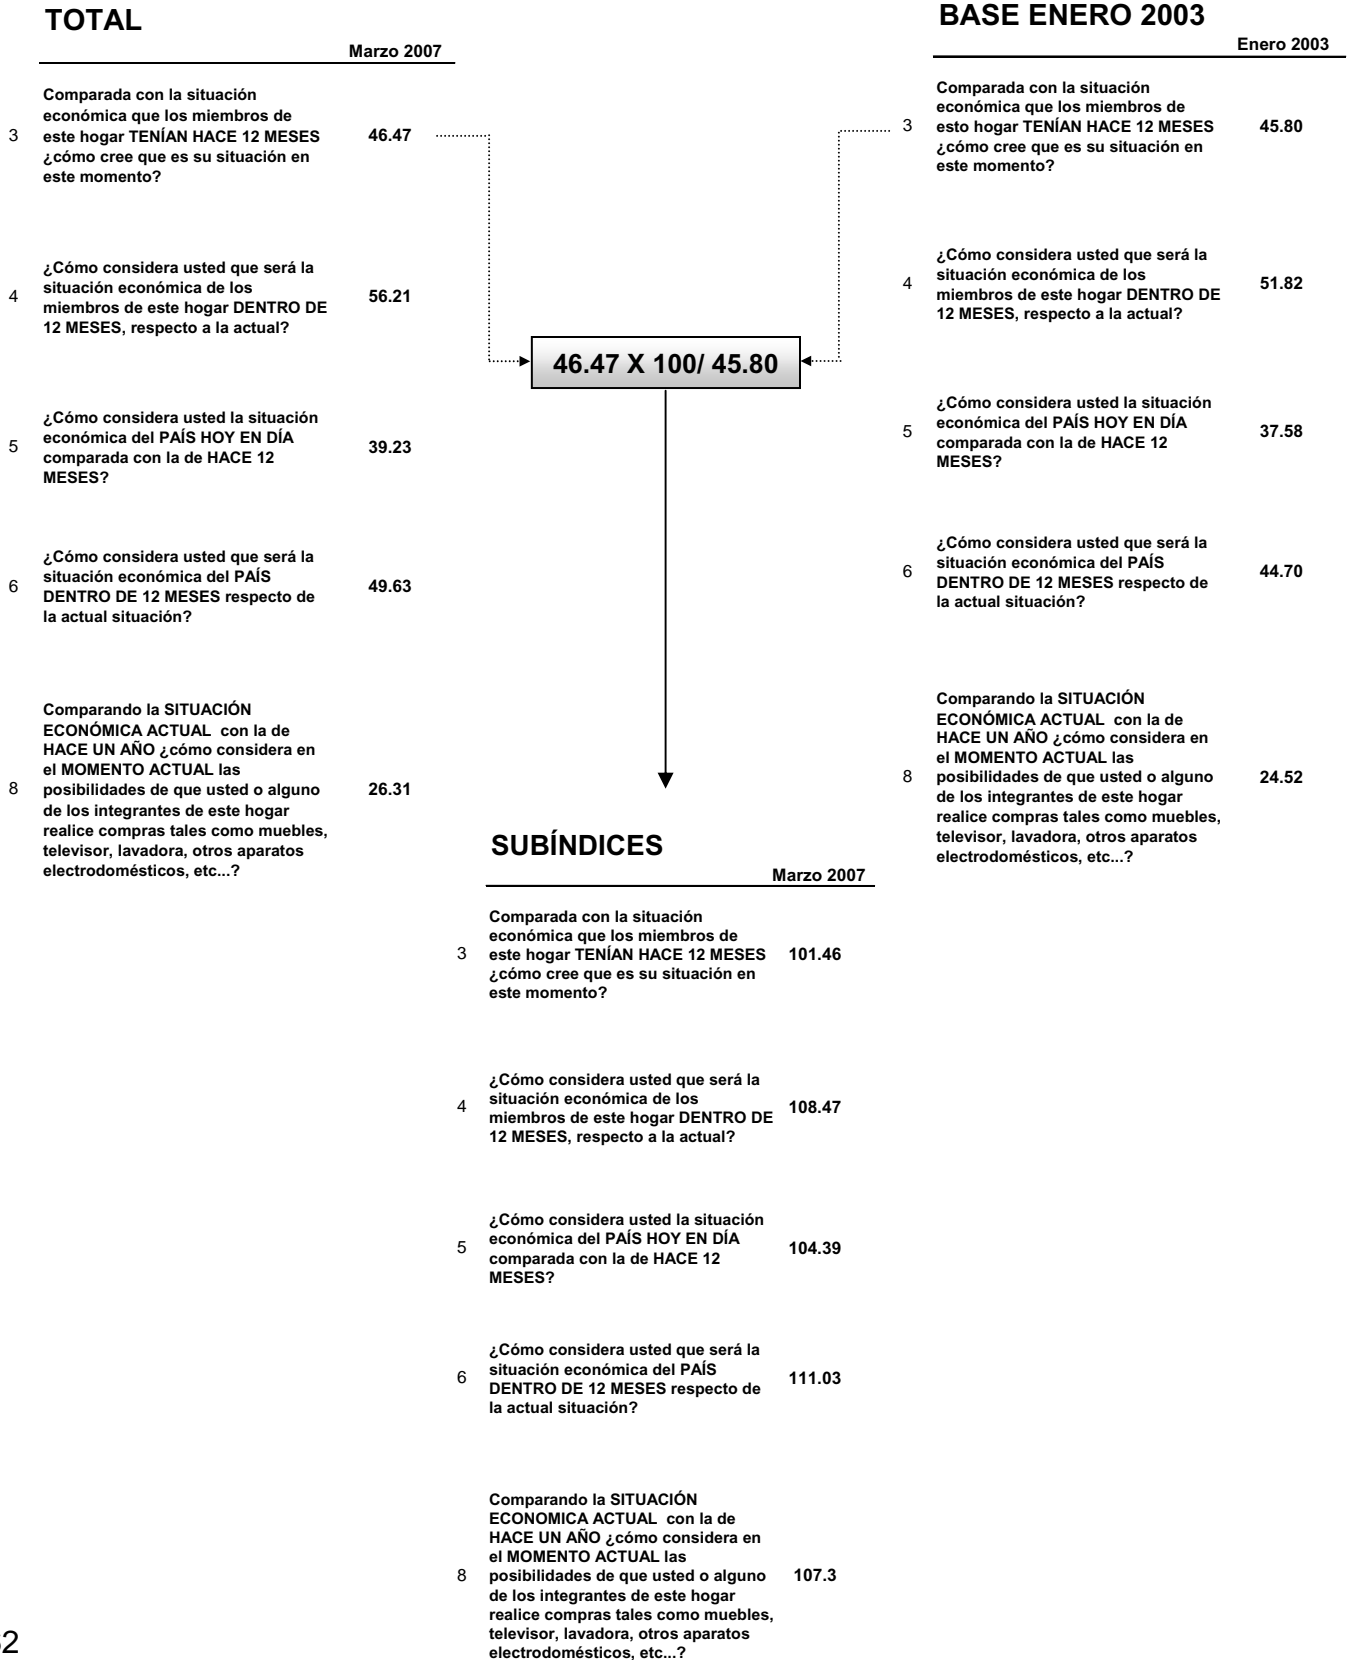 TOTAL
Marzo 2007
Comparada con la situación
económica que los miembros de
3 este hogar TENÍAN HACE 12 MESES 46.47
¿cómo cree que es su situación en
este momento?
¿Cómo considera usted que será la
situación económica de los
4 miembros de este hogar DENTRO DE 56.21
12 MESES, respecto a la actual?
¿Cómo considera usted la situación
económica del PAÍS HOY EN DÍA
5 comparada con la de HACE 12 39.23
MESES?
¿Cómo considera usted que será la
situación económica del PAÍS
6 DENTRO DE 12 MESES respecto de 49.63
la actual situación?
Comparando la SITUACIÓN
ECONÓMICA ACTUAL con la de
HACE UN AÑO ¿cómo considera en
el MOMENTO ACTUAL las
8 posibilidades de que usted o alguno 26.31
de los integrantes de este hogar
realice compras tales como muebles,
televisor, lavadora, otros aparatos
electrodomésticos, etc...?
BASE ENERO 2003
Enero 2003
Comparada con la situación
económica que los miembros de
3 esto hogar TENÍAN HACE 12 MESES 45.80
¿cómo cree que es su situación en
este momento?
¿Cómo considera usted que será la
situación económica de los
4 miembros de este hogar DENTRO DE 51.82
12 MESES, respecto a la actual?
¿Cómo considera usted la situación
económica del PAÍS HOY EN DÍA
5 comparada con la de HACE 12 37.58
MESES?
¿Cómo considera usted que será la
situación económica del PAÍS
6 DENTRO DE 12 MESES respecto de 44.70
la actual situación?
Comparando la SITUACIÓN
ECONÓMICA ACTUAL con la de
HACE UN AÑO ¿cómo considera en
el MOMENTO ACTUAL las
8 posibilidades de que usted o alguno 24.52
de los integrantes de este hogar
realice compras tales como muebles,
televisor, lavadora, otros aparatos
electrodomésticos, etc...?
46.47 X 100/ 45.80
SUBÍNDICES
Marzo 2007
Comparada con la situación
económica que los miembros de
3 este hogar TENÍAN HACE 12 MESES 101.46
¿cómo cree que es su situación en
este momento?
¿Cómo considera usted que será la
situación económica de los
4 miembros de este hogar DENTRO DE 108.47
12 MESES, respecto a la actual?
¿Cómo considera usted la situación
económica del PAÍS HOY EN DÍA
5 comparada con la de HACE 12 104.39
MESES?
¿Cómo considera usted que será la
situación económica del PAÍS
6 DENTRO DE 12 MESES respecto de 111.03
la actual situación?
Comparando la SITUACIÓN
ECONOMICA ACTUAL con la de
HACE UN AÑO ¿cómo considera en
el MOMENTO ACTUAL las
8 posibilidades de que usted o alguno 107.3
de los integrantes de este hogar
realice compras tales como muebles,
televisor, lavadora, otros aparatos
electrodomésticos, etc...?